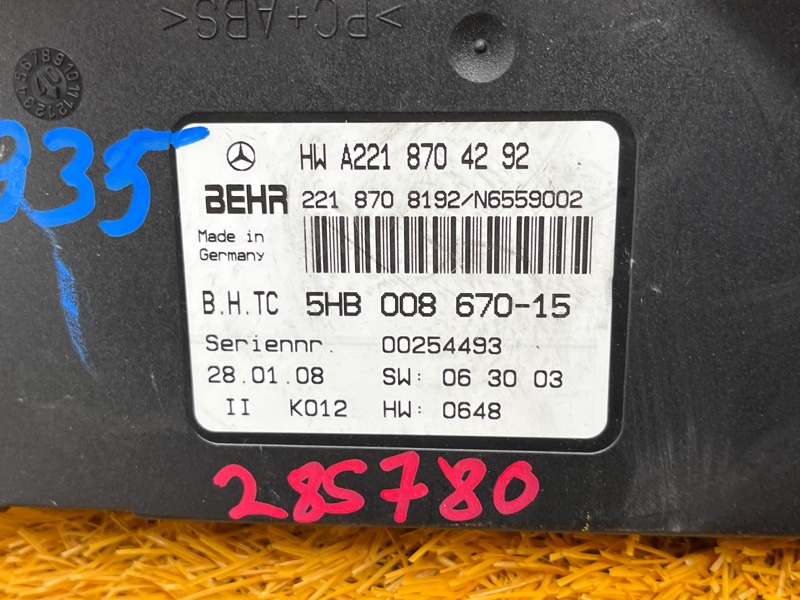 >PC+ABS<
935
HW A221 870 42 92
BEHR 221 870 8192/N6559002
Made in
Germany
B.H.TC 5HB 008 670-15
Seriennr. 00254493
28.01.08 SW: 06 30 03
II K012 HW: 0648
285780